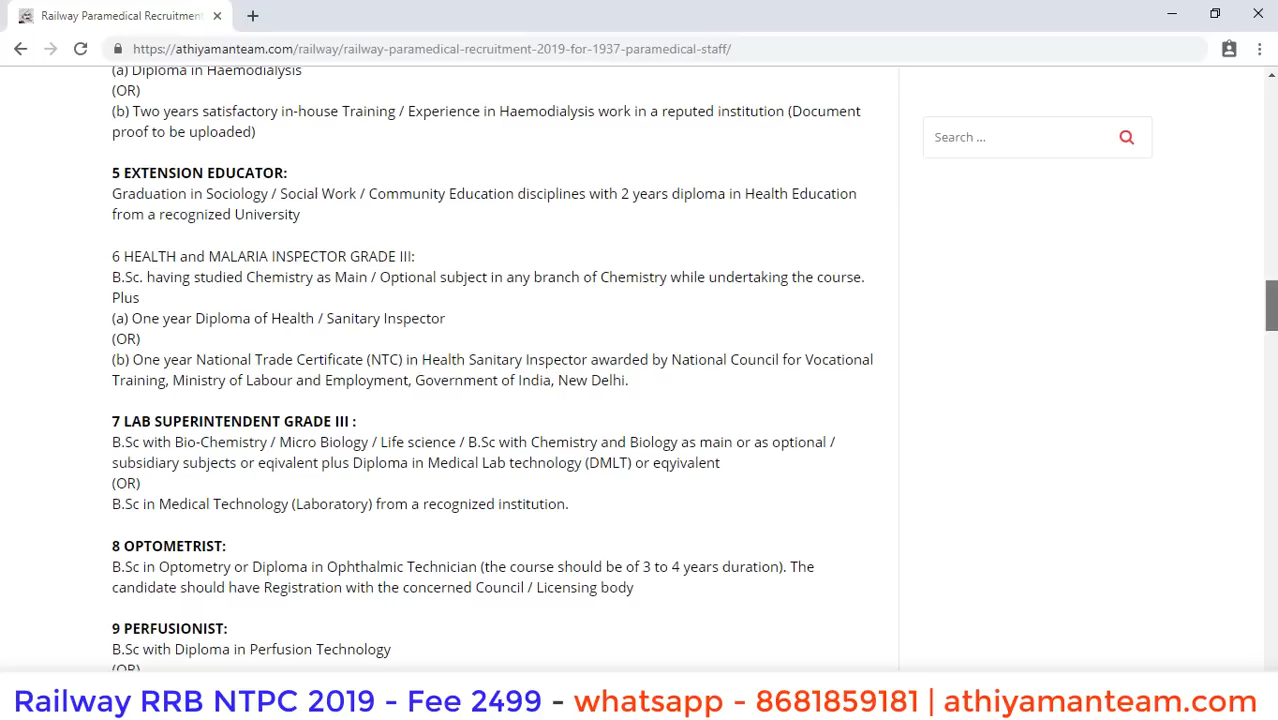 Railway Paramedical Recruitment
https://athiyamanteam.com/railway/railway-paramedical-recruitment-2019-for-1937-paramedical-staff/
(a) Diploma in Haemodialysis
(OR)
(b) Two years satisfactory in-house Training / Experience in Haemodialysis work in a reputed institution (Document
proof to be uploaded)
Search ...
5 EXTENSION EDUCATOR:
Graduation in Sociology / Social Work / Community Education disciplines with 2 years diploma in Health Education
from a recognized University
6 HEALTH and MALARIA INSPECTOR GRADE III:
B.Sc. having studied Chemistry as Main / Optional subject in any branch of Chemistry while undertaking the course.
Plus
(a) One year Diploma of Health / Sanitary Inspector
(OR)
(b) One year National Trade Certificate (NTC) in Health Sanitary Inspector awarded by National Council for Vocational
Training, Ministry of Labour and Employment, Government of India, New Delhi.
7 LAB SUPERINTENDENT GRADE III :
B.Sc with Bio-Chemistry / Micro Biology / Life science / B.Sc with Chemistry and Biology as main or as optional /
subsidiary subjects or eqivalent plus Diploma in Medical Lab technology (DMLT) or eqyivalent
(OR)
B.Sc in Medical Technology (Laboratory) from a recognized institution.
8 OPTOMETRIST:
B.Sc in Optometry or Diploma in Ophthalmic Technician (the course should be of 3 to 4 years duration). The
candidate should have Registration with the concerned Council / Licensing body
9 PERFUSIONIST:
B.Sc with Diploma in Perfusion Technology
(OR)
Railway RRB NTPC 2019 - Fee 2499 - whatsapp - 8681859181 | athiyamanteam.com